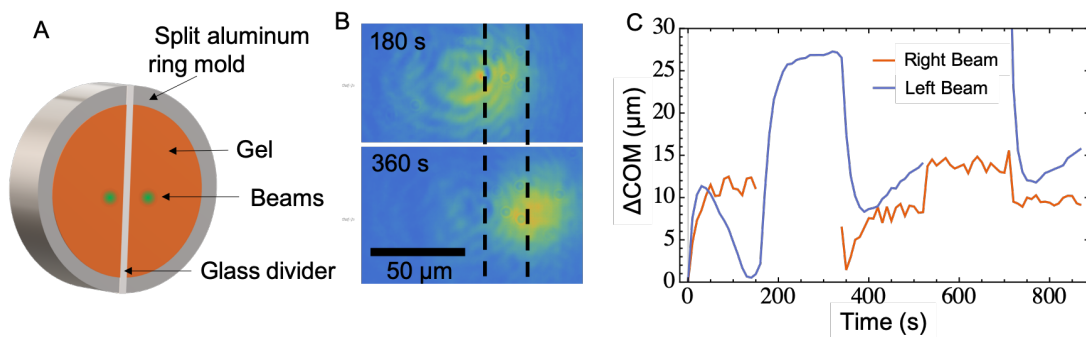 A
Split aluminum
ring mold
Gel
Beams
Glass divider
B
180 s
360 s
50 µm
C
ΔCOM (µm)
30
25
20
15
10
5
0
Right Beam
Left Beam
0
200
400
600
800
Time (s)